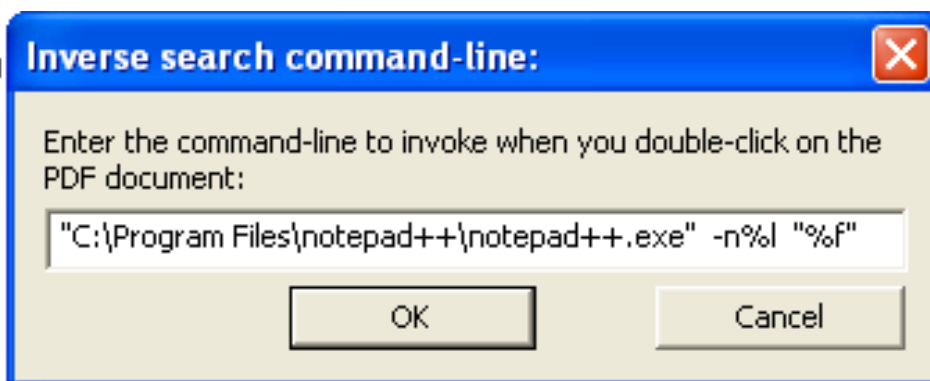 Inverse search command-line:
Enter the command-line to invoke when you double-click on the
PDF document:
"C:\Program Files\notepad++\notepad++.exe"  -n%l  "%f"
OK
Cancel